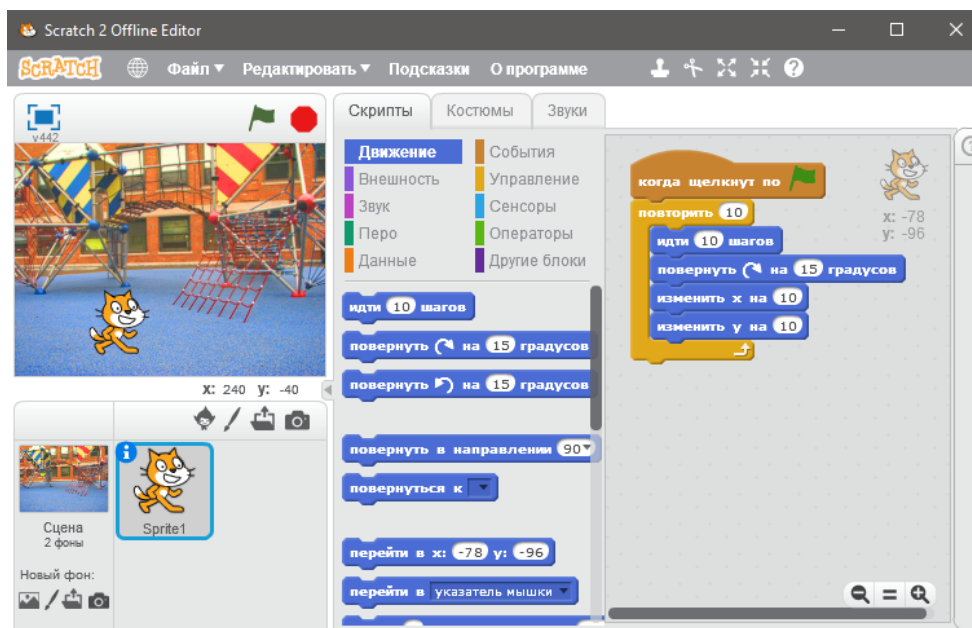 Scratch 2 Offline Editor
SCRATCH Файл Редактировать Подсказки О программе
v442
x: 240 y: -40
Сцена
2 фоны
Sprite1
Новый фон:
Скрипты Костюмы Звуки
Движение События
Внешность Управление
Звук Сенсоры
Перо Операторы
Данные Другие блоки
идти 10 шагов
повернуть на 15 градусов
повернуть на 15 градусов
повернуть в направлении 90
повернуться к
перейти в x: -78 y: -96
перейти в указатель мышки
когда щелкнут по
повторить 10
идти 10 шагов
повернуть на 15 градусов
изменить х на 10
изменить у на 10
x: -78
y: -96